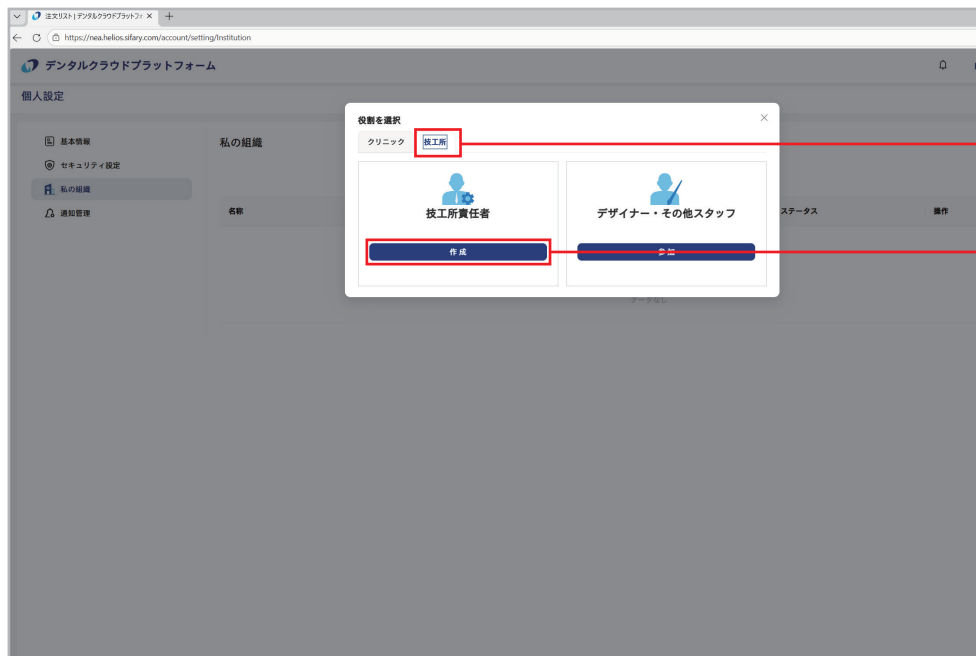 注文リスト | デンタルクラウドプラットフォ
https://nea.helios.sifary.com/account/setting/Institution
デンタルクラウドプラットフォーム
個人設定
基本情報
セキュリティ設定
私の組織
通知管理
私の組織
名称
ステータス
操作
役割を選択
クリニック
技工所
技工所責任者
作成
デザイナー・その他スタッフ
参加
データなし